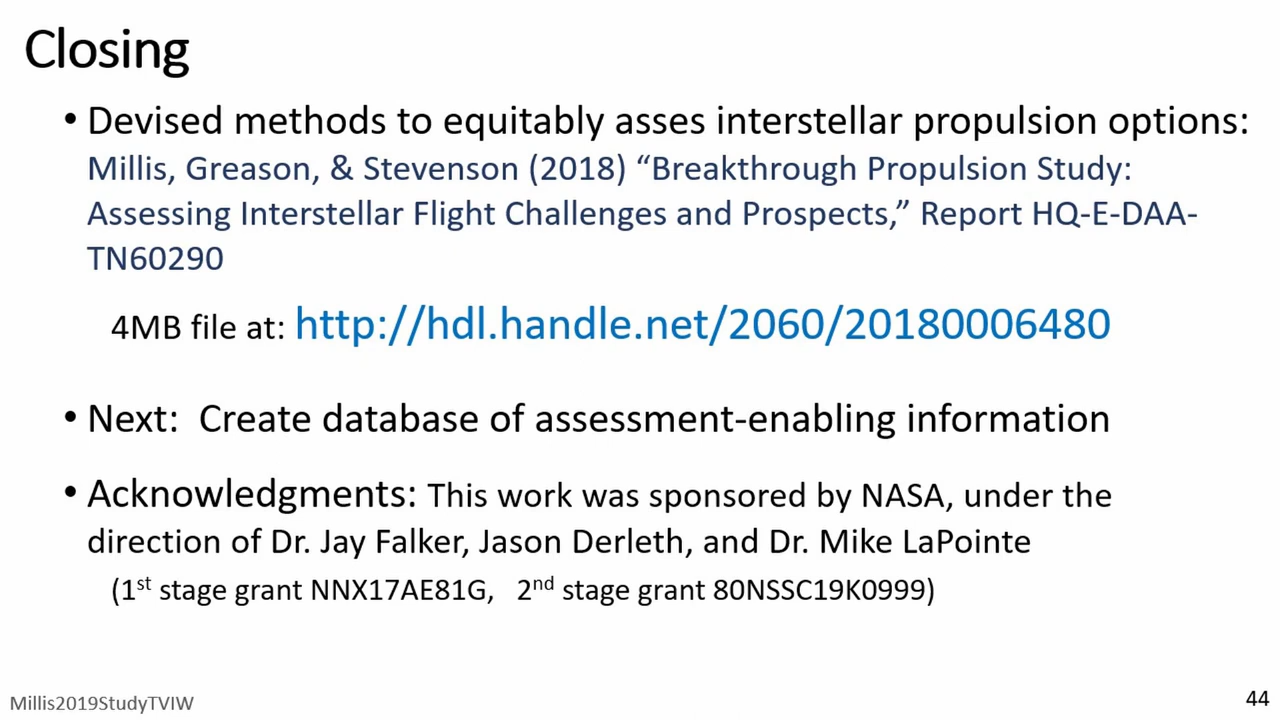 Closing
• Devised methods to equitably asses interstellar propulsion options:
Millis, Greason, & Stevenson (2018) “Breakthrough Propulsion Study:
Assessing Interstellar Flight Challenges and Prospects,” Report HQ-E-DAA-
TN60290
4MB file at: http://hdl.handle.net/2060/20180006480
• Next:  Create database of assessment-enabling information
• Acknowledgments: This work was sponsored by NASA, under the
direction of Dr. Jay Falker, Jason Derleth, and Dr. Mike LaPointe
(1st stage grant NNX17AE81G,   2nd stage grant 80NSSC19K0999)
Millis2019StudyTVIW
44